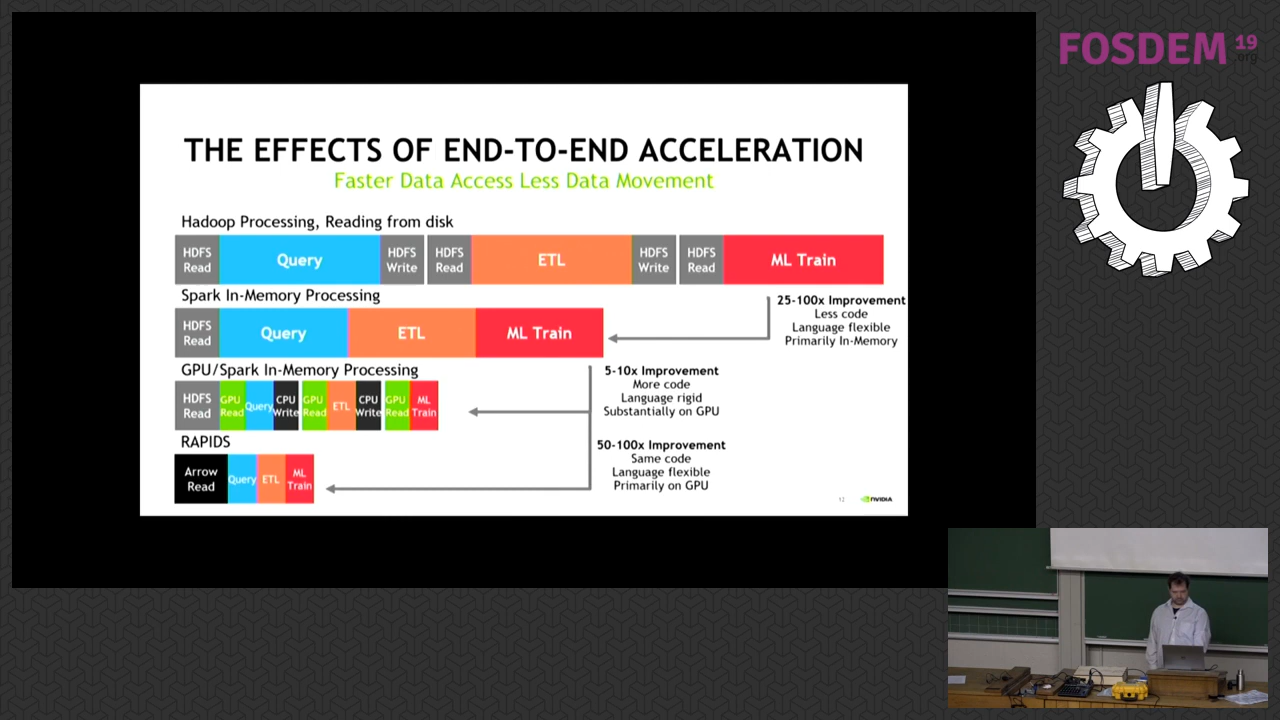 FOSDEM 19
.org
THE EFFECTS OF END-TO-END ACCELERATION
Faster Data Access Less Data Movement
Hadoop Processing, Reading from disk
HDFS Read
Query
HDFS Write
HDFS Read
ETL
HDFS Write
HDFS Read
ML Train
Spark In-Memory Processing
HDFS Read
Query
ETL
ML Train
25-100x Improvement
Less code
Language flexible
Primarily In-Memory
GPU/Spark In-Memory Processing
HDFS Read
GPU Read
Query
CPU Write
GPU Read
ETL
CPU Write
GPU Read
ML Train
5-10x Improvement
More code
Language rigid
Substantially on GPU
RAPIDS
Arrow Read
Query
ETL
ML Train
50-100x Improvement
Same code
Language flexible
Primarily on GPU
12
NVIDIA